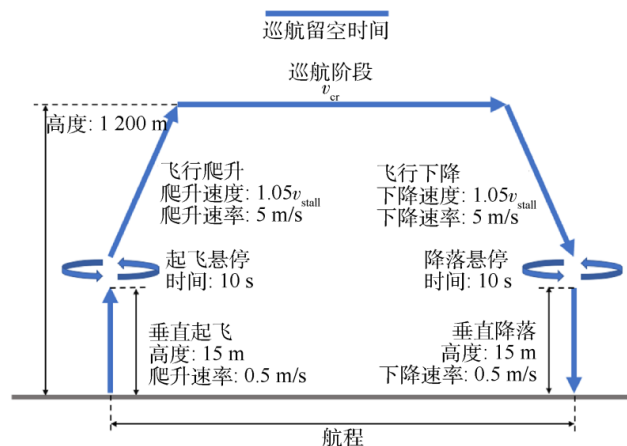 巡航留空时间
巡航阶段
v_cr
高度: 1 200 m
飞行爬升
爬升速度: 1.05v_stall
爬升速率: 5 m/s
飞行下降
下降速度: 1.05v_stall
下降速率: 5 m/s
起飞悬停
时间: 10 s
降落悬停
时间: 10 s
垂直起飞
高度: 15 m
爬升速率: 0.5 m/s
垂直降落
高度: 15 m
下降速率: 0.5 m/s
航程